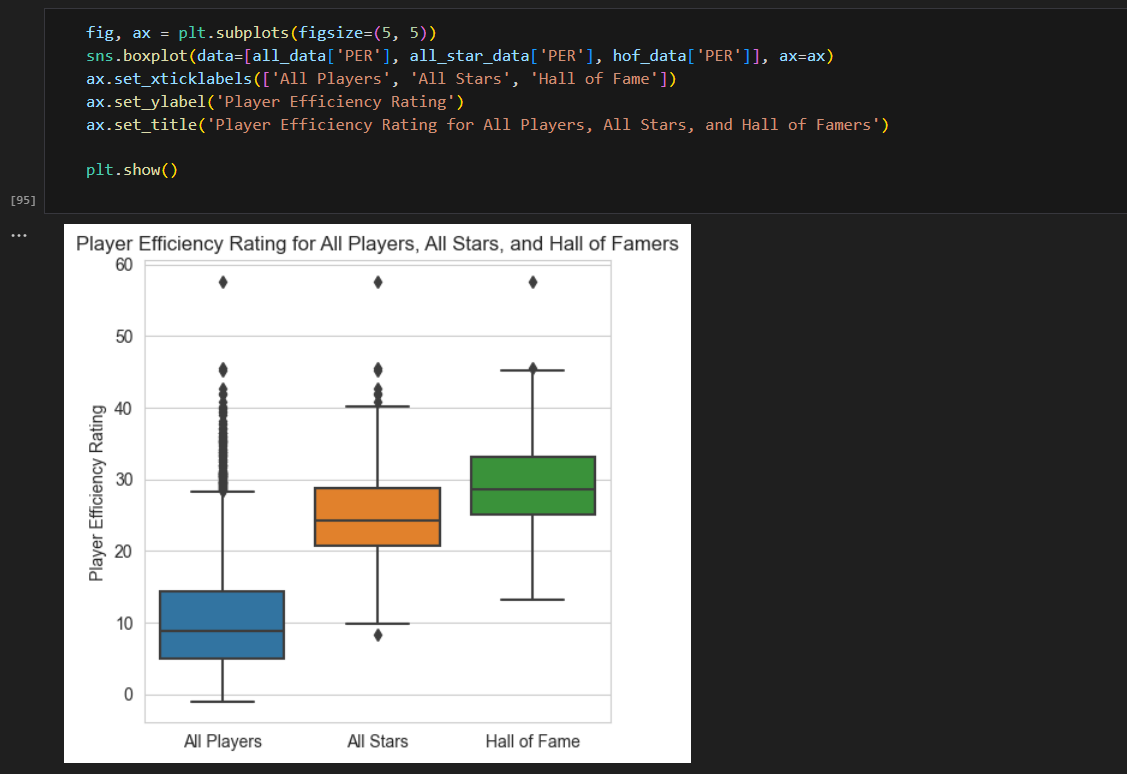 fig, ax = plt.subplots(figsize=(5, 5))
sns.boxplot(data=[all_data['PER'], all_star_data['PER'], hof_data['PER']], ax=ax)
ax.set_xticklabels(['All Players', 'All Stars', 'Hall of Fame'])
ax.set_ylabel('Player Efficiency Rating')
ax.set_title('Player Efficiency Rating for All Players, All Stars, and Hall of Famers')
plt.show()
[95]
...
Player Efficiency Rating for All Players, All Stars, and Hall of Famers
60
50
40
30
20
10
0
Player Efficiency Rating
All Players All Stars Hall of Fame